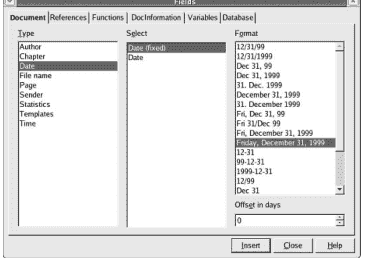 Fields
Document References Functions DocInformation Variables Database
Type
Author
Chapter
Date
File name
Page
Sender
Statistics
Templates
Time
Select
Date (fixed)
Date
Format
12/31/99
12/31/1999
Dec 31, 99
Dec 31, 1999
31. Dec. 1999
December 31, 1999
31. December 1999
Fri, Dec 31, 99
Fri 31/Dec 99
Fri, December 31, 1999
Friday, December 31, 1999
12-31
99-12-31
1999-12-31
12/99
Dec 31
Offset in days
0
Insert Close Help